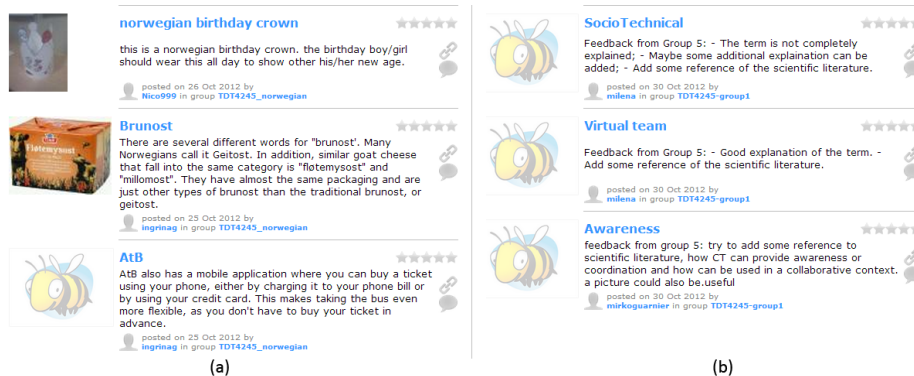 norwegian birthday crown
this is a norwegian birthday crown. the birthday boy/girl
should wear this all day to show other his/her new age.
posted on 26 Oct 2012 by
Nico999 in group TDT4245_norwegian
Brunost
There are several different words for "brunost'. Many
Norwegians call it Geitost. In addition, similar goat cheese
that fall into the same category is "fløtemysost" and
"millomost". They have almost the same packaging and are
just other types of brunost than the traditional brunost, or
geitost.
posted on 25 Oct 2012 by
ingrinag in group TDT4245_norwegian
Fløtemysost
AtB
AtB also has a mobile application where you can buy a ticket
using your phone, either by charging it to your phone bill or
by using your credit card. This makes taking the bus even
more flexible, as you don't have to buy your ticket in
advance.
posted on 25 Oct 2012 by
ingrinag in group TDT4245_norwegian
(a)
SocioTechnical
Feedback from Group 5: - The term is not completely
explained; - Maybe some additional explaination can be
added; - Add some reference of the scientific literature.
posted on 30 Oct 2012 by
milena in group TDT4245-group1
Virtual team
Feedback from Group 5: - Good explanation of the term. -
Add some reference of the scientific literature.
posted on 30 Oct 2012 by
milena in group TDT4245-group1
Awareness
feedback from group 5: try to add some reference to
scientific literature, how CT can provide awareness or
coordination and how can be used in a collaborative context.
a picture could also be.useful
posted on 30 Oct 2012 by
mirkoguarnier in group TDT4245-group1
(b)